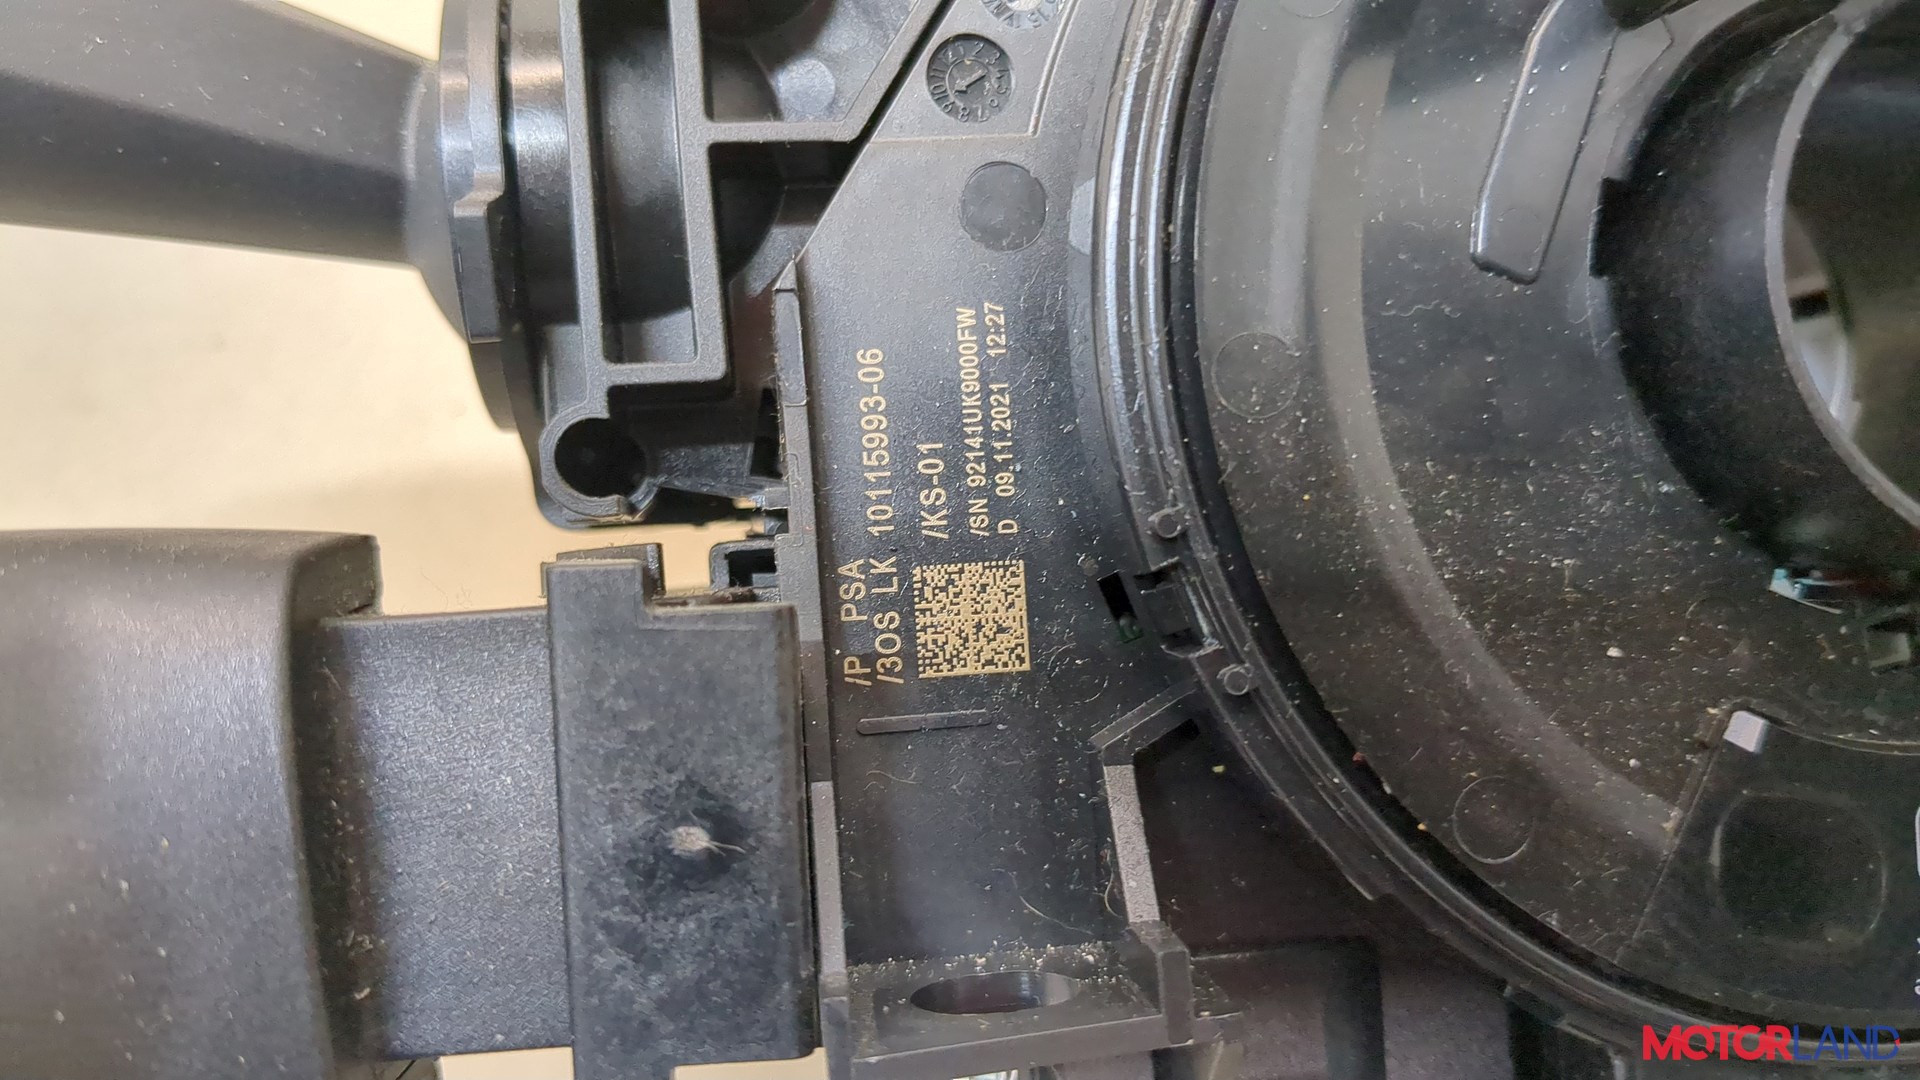 /P PSA
/3OS LK. 10115993-06
/KS-01
/SN 92141UK9000FW
D 09.11.2021 12:27
MOTORLAND